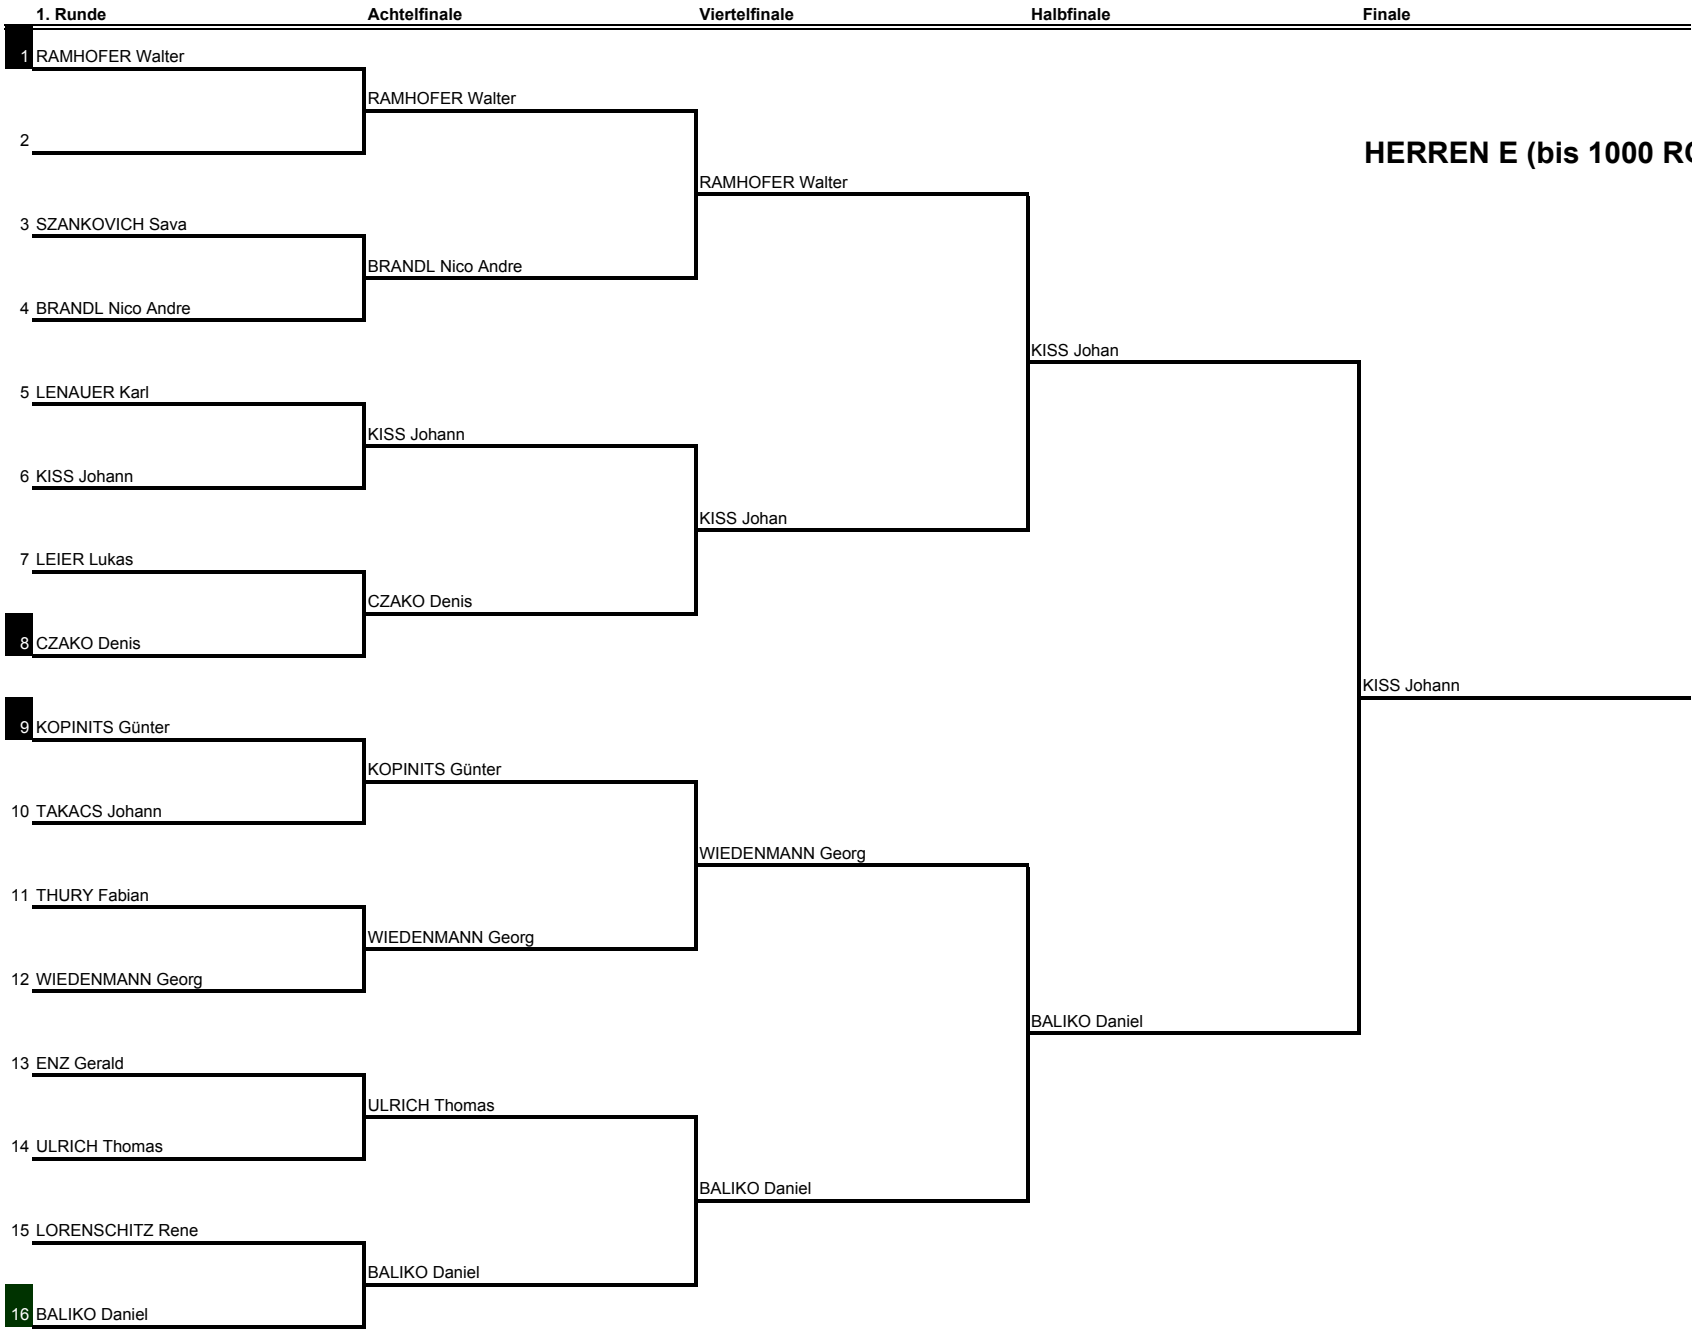 1. Runde Achtelfinale Viertelfinale Halbfinale Finale
1 RAMHOFER Walter
RAMHOFER Walter
2
HERREN E (bis 1000 RC
RAMHOFER Walter
3 SZANKOVICH Sava
BRANDL Nico Andre
4 BRANDL Nico Andre
KISS Johan
5 LENAUER Karl
KISS Johann
6 KISS Johann
KISS Johan
7 LEIER Lukas
CZAKO Denis
8 CZAKO Denis
KISS Johann
9 KOPINITS Günter
KOPINITS Günter
10 TAKACS Johann
WIEDENMANN Georg
11 THURY Fabian
WIEDENMANN Georg
12 WIEDENMANN Georg
BALIKO Daniel
13 ENZ Gerald
ULRICH Thomas
14 ULRICH Thomas
BALIKO Daniel
15 LORENSCHITZ Rene
BALIKO Daniel
16 BALIKO Daniel